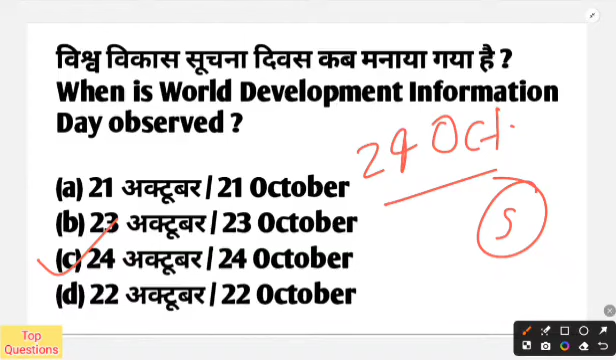 विश्व विकास सूचना दिवस कब मनाया गया है ?
When is World Development Information
Day observed ?
24 Oct.
(a) 21 अक्टूबर / 21 October
(b) 23 अक्टूबर / 23 October
5
(c) 24 अक्टूबर / 24 October
(d) 22 अक्टूबर / 22 October
Top
Questions